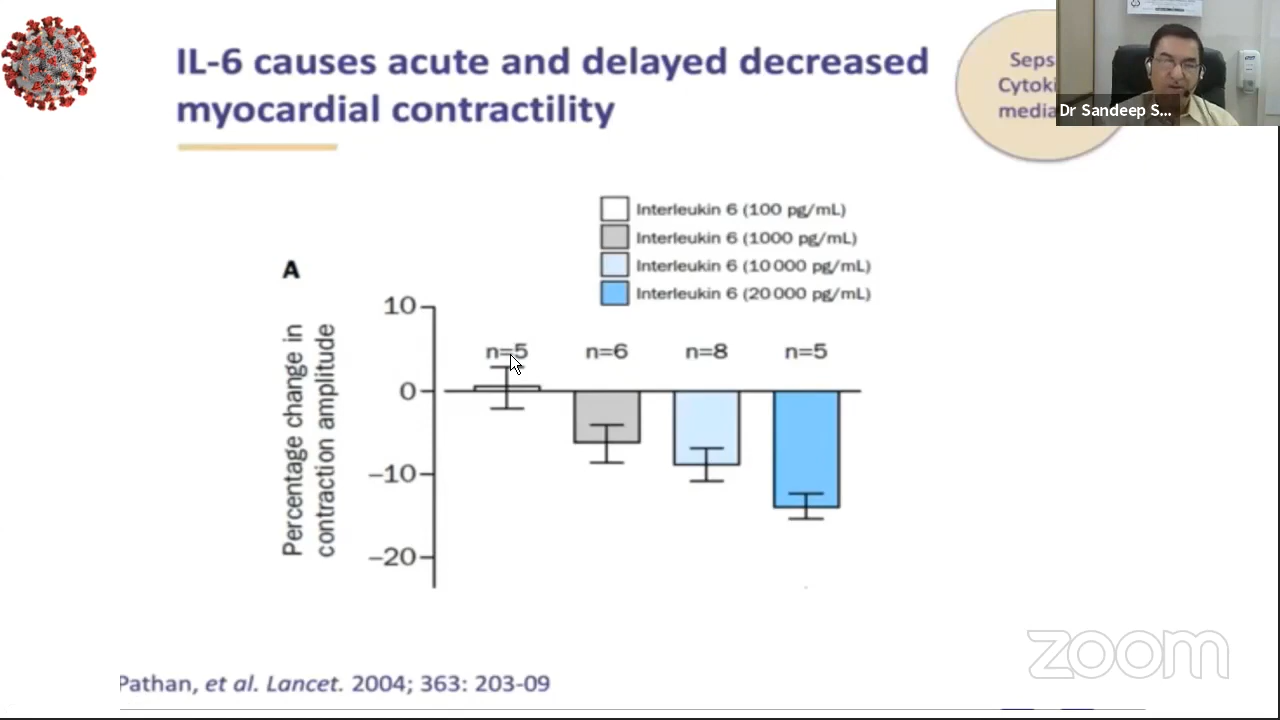 IL-6 causes acute and delayed decreased
myocardial contractility
Dr Sandeep S...
Interleukin 6 (100 pg/mL)
Interleukin 6 (1000 pg/mL)
Interleukin 6 (10 000 pg/mL)
Interleukin 6 (20 000 pg/mL)
A
Percentage change in
contraction amplitude
10
0
–10
–20
n=5
n=6
n=8
n=5
zoom
Pathan, et al. Lancet. 2004; 363: 203-09